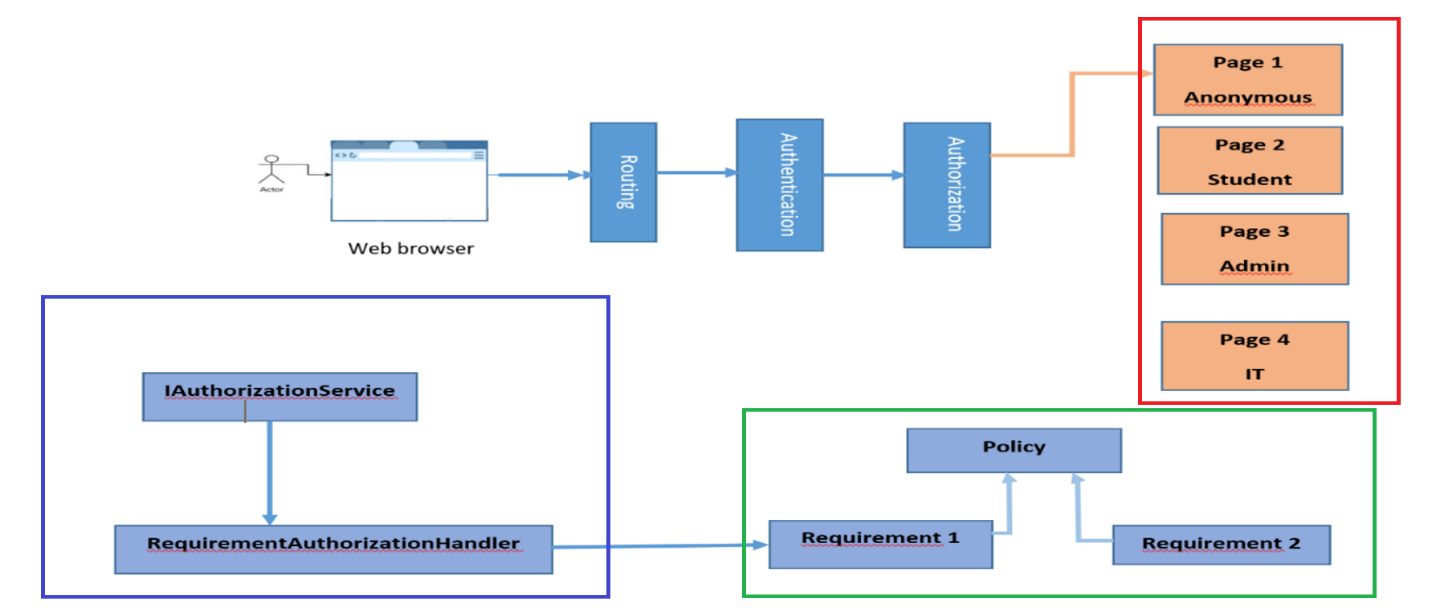 Page 1
Anonymous
Page 2
Student
Page 3
Admin
Page 4
IT
Actor
Web browser
Routing
Authentication
Authorization
IAuthorizationService
RequirementAuthorizationHandler
Policy
Requirement 1
Requirement 2